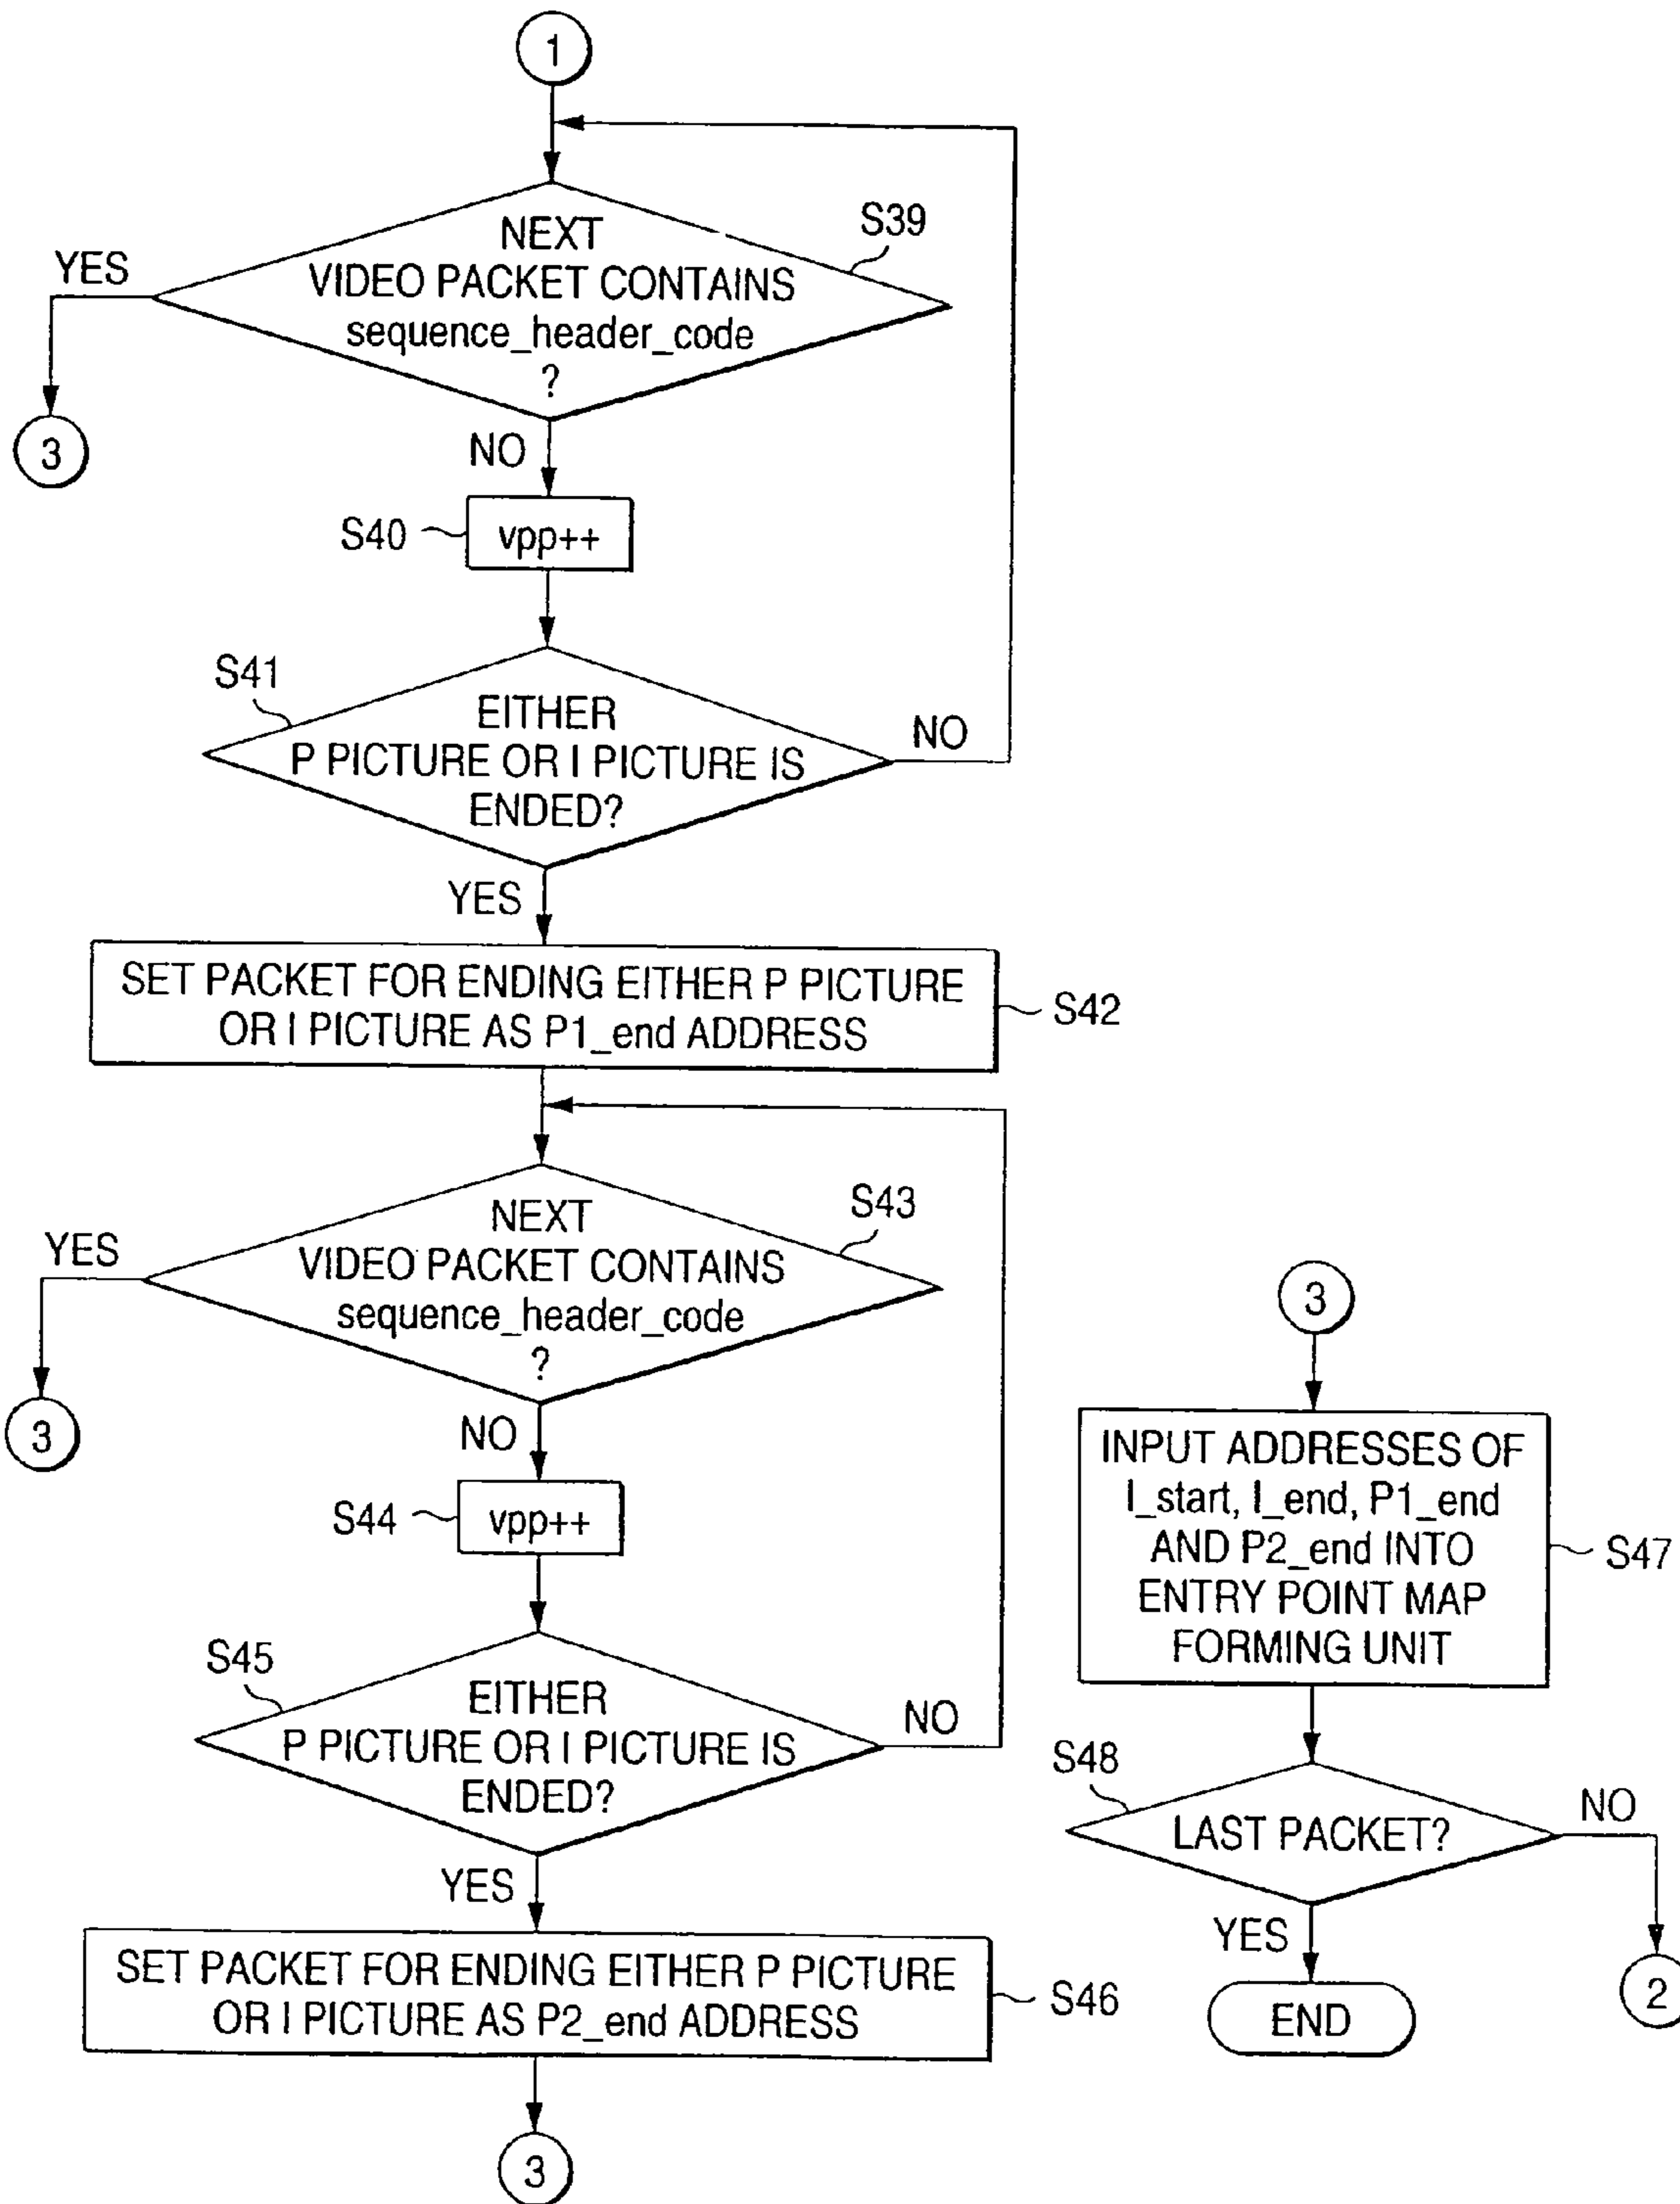 1
NEXT
VIDEO PACKET CONTAINS
sequence_header_code
?
S39
YES
3
NO
S40
vpp++
S41
EITHER
P PICTURE OR I PICTURE IS
ENDED?
NO
YES
SET PACKET FOR ENDING EITHER P PICTURE
OR I PICTURE AS P1_end ADDRESS
S42
NEXT
VIDEO PACKET CONTAINS
sequence_header_code
?
S43
YES
3
NO
S44
vpp++
S45
EITHER
P PICTURE OR I PICTURE IS
ENDED?
NO
YES
SET PACKET FOR ENDING EITHER P PICTURE
OR I PICTURE AS P2_end ADDRESS
S46
3
3
INPUT ADDRESSES OF
I_start, I_end, P1_end
AND P2_end INTO
ENTRY POINT MAP
FORMING UNIT
S47
S48
LAST PACKET?
NO
YES
END
2